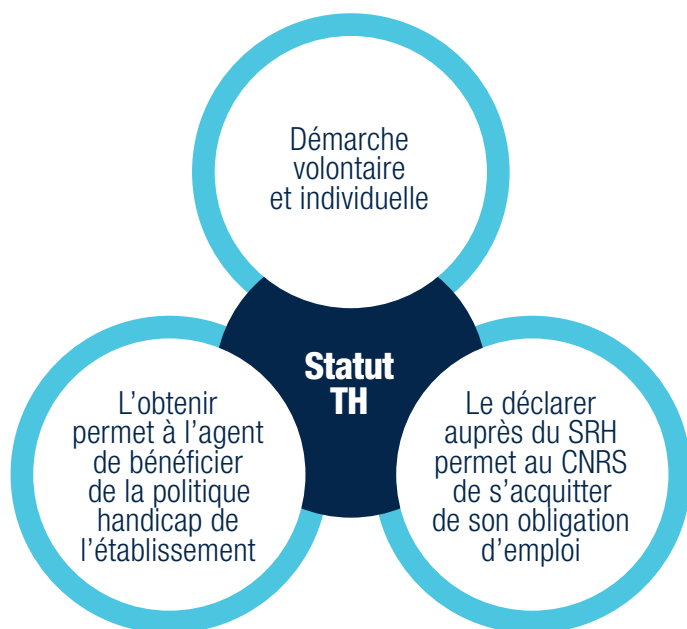 Démarche
volontaire
et individuelle
Statut
TH
L’obtenir
permet à l’agent
de bénéficier
de la politique
handicap de
l’établissement
Le déclarer
auprès du SRH
permet au CNRS
de s’acquitter
de son obligation
d’emploi